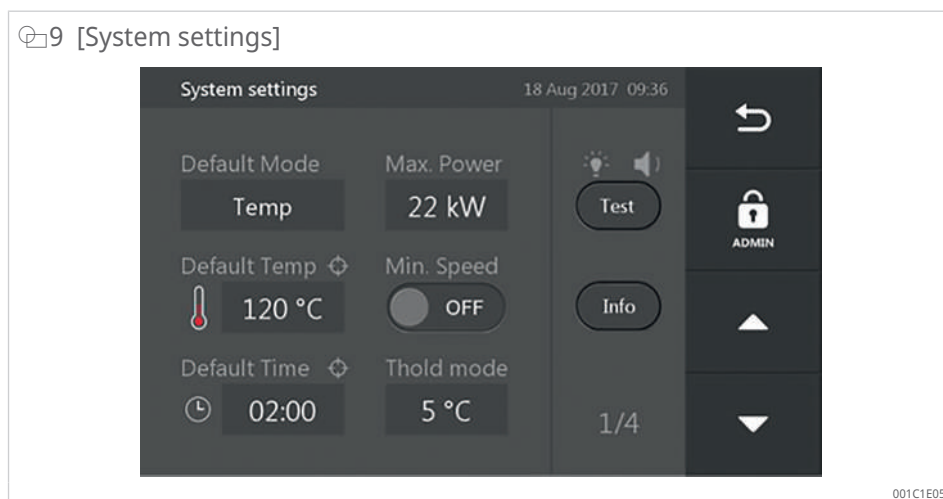 9 [System settings]
System settings
18 Aug 2017 09:36
Default Mode
Max. Power
Temp
22 kW
Test
ADMIN
Default Temp
Min. Speed
120 °C
OFF
Info
Default Time
Thold mode
02:00
5 °C
1/4
001C1E05